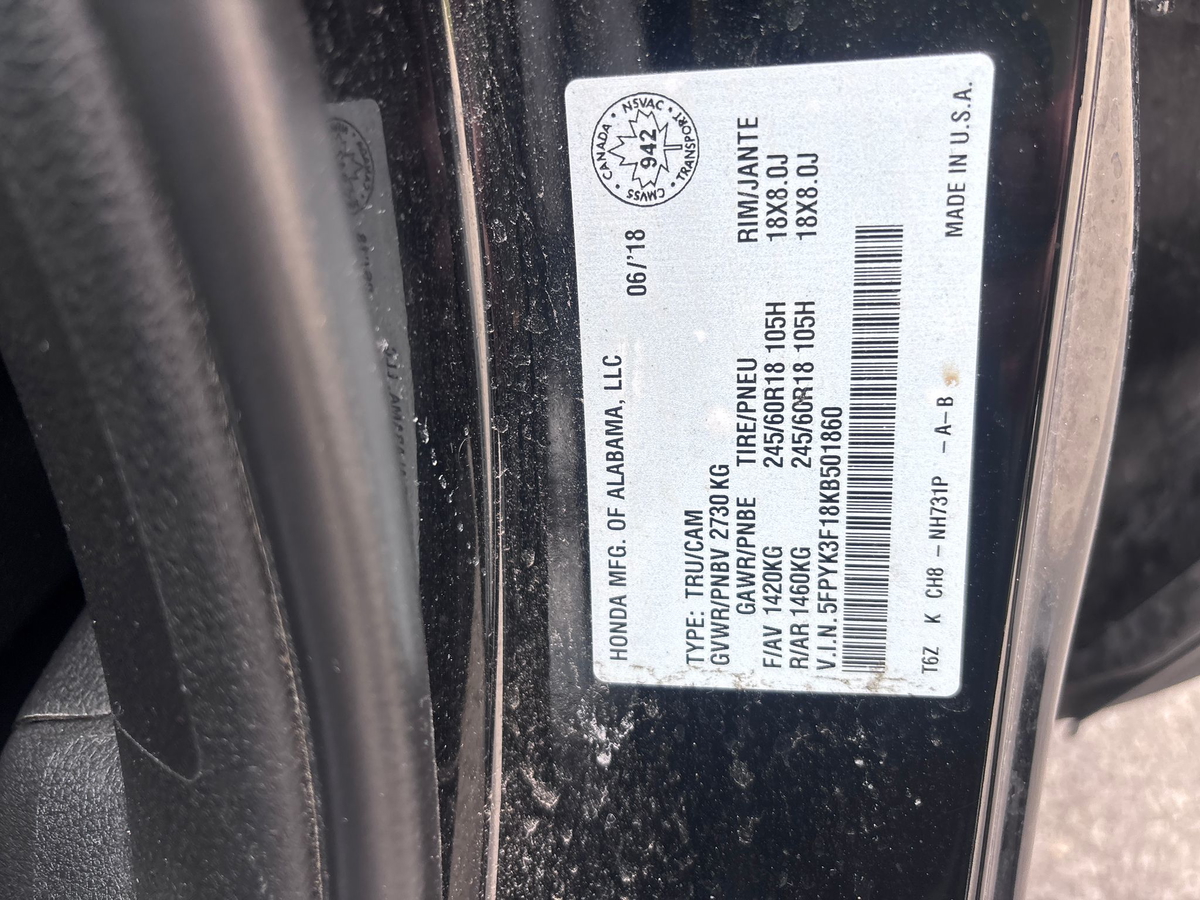 HONDA MFG. OF ALABAMA, LLC 06/'18
CANADA • NSVAC • TRANSPORT • CMVSS •
942
TYPE: TRU/CAM
GVWR/PNBV 2730 KG
GAWR/PNBE TIRE/PNEU RIM/JANTE
F/AV 1420KG 245/60R18 105H 18X8.0J
R/AR 1460KG 245/60R18 105H 18X8.0J
V.I.N. 5FPYK3F18KB501860
T6Z K CH8 – NH731P – A – B MADE IN U.S.A.